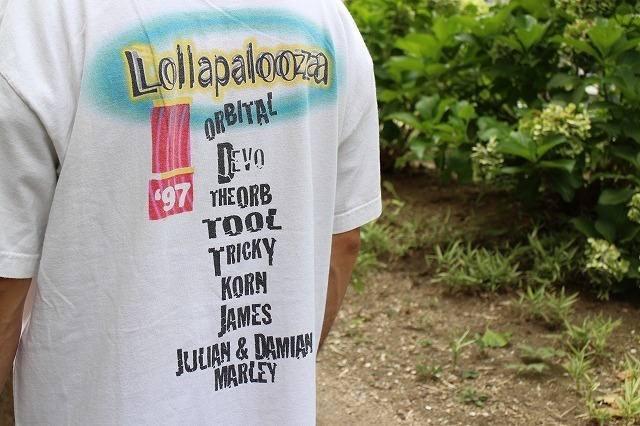 Lollapalooza
ORBITAL
DEVO
'97
THE ORB
TOOL
TRICKY
KORN
JAMES
JULIAN & DAMIAN
MARLEY